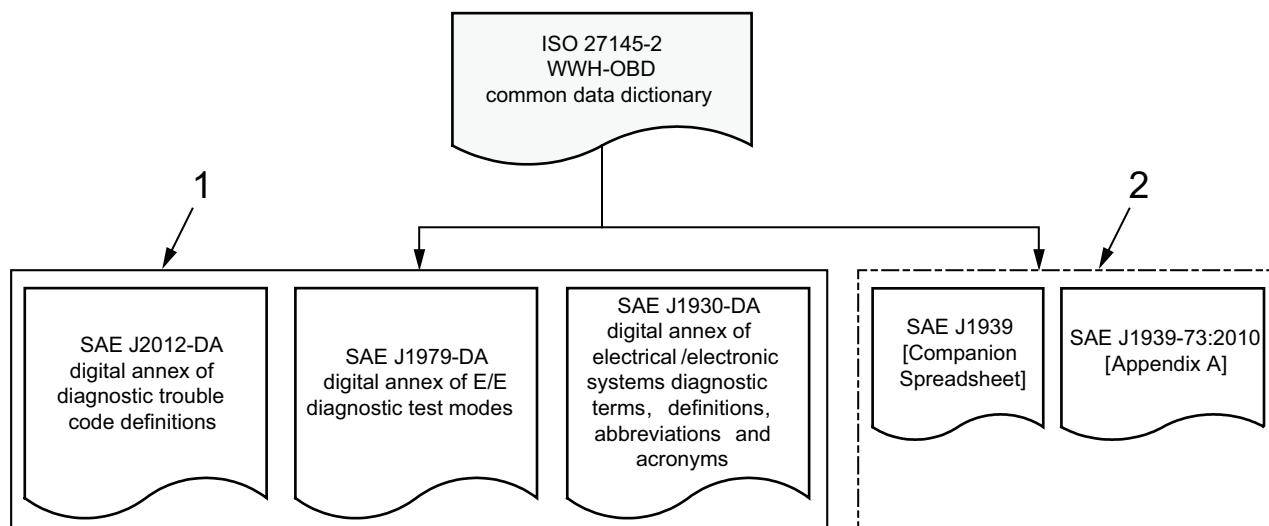 ISO 27145-2
WWH-OBD
common data dictionary
1
2
SAE J2012-DA
digital annex of
diagnostic trouble
code definitions
SAE J1979-DA
digital annex of E/E
diagnostic test modes
SAE J1930-DA
digital annex of
electrical/electronic
systems diagnostic
terms, definitions,
abbreviations and
acronyms
SAE J1939
[Companion
Spreadsheet]
SAE J1939-73:2010
[Appendix A]